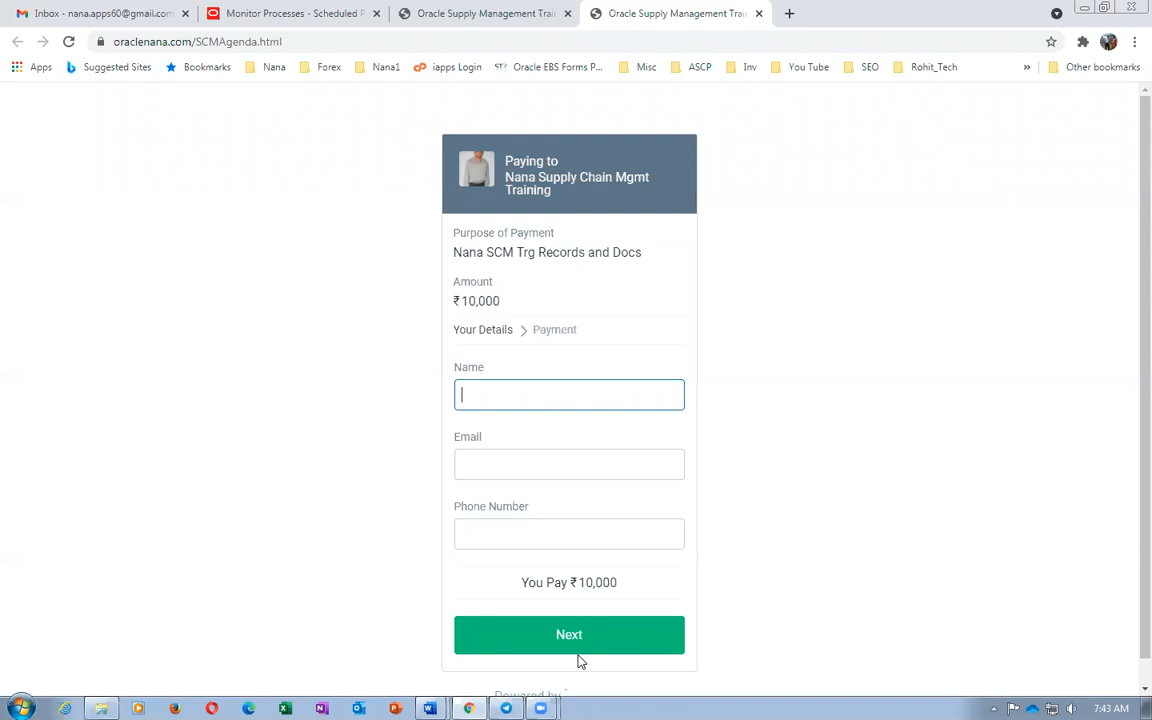 Inbox - nana.apps60@gmail.com
Monitor Processes - Scheduled P
Oracle Supply Management Trai
Oracle Supply Management Trai
oraclenana.com/SCMAgenda.html
Apps
Suggested Sites
Bookmarks
Nana
Forex
Nana1
iapps Login
Oracle EBS Forms P...
Misc
ASCP
Inv
You Tube
SEO
Rohit_Tech
»
Other bookmarks
Paying to
Nana Supply Chain Mgmt
Training
Purpose of Payment
Nana SCM Trg Records and Docs
Amount
₹10,000
Your Details > Payment
Name
Email
Phone Number
You Pay ₹10,000
Next
Powered by
7:43 AM